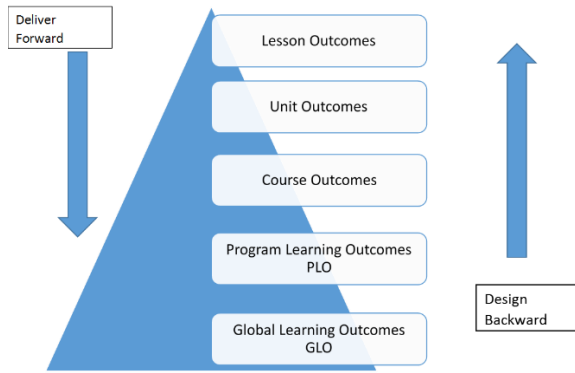 Deliver
Forward
Lesson Outcomes
Unit Outcomes
Course Outcomes
Program Learning Outcomes
PLO
Global Learning Outcomes
GLO
Design
Backward